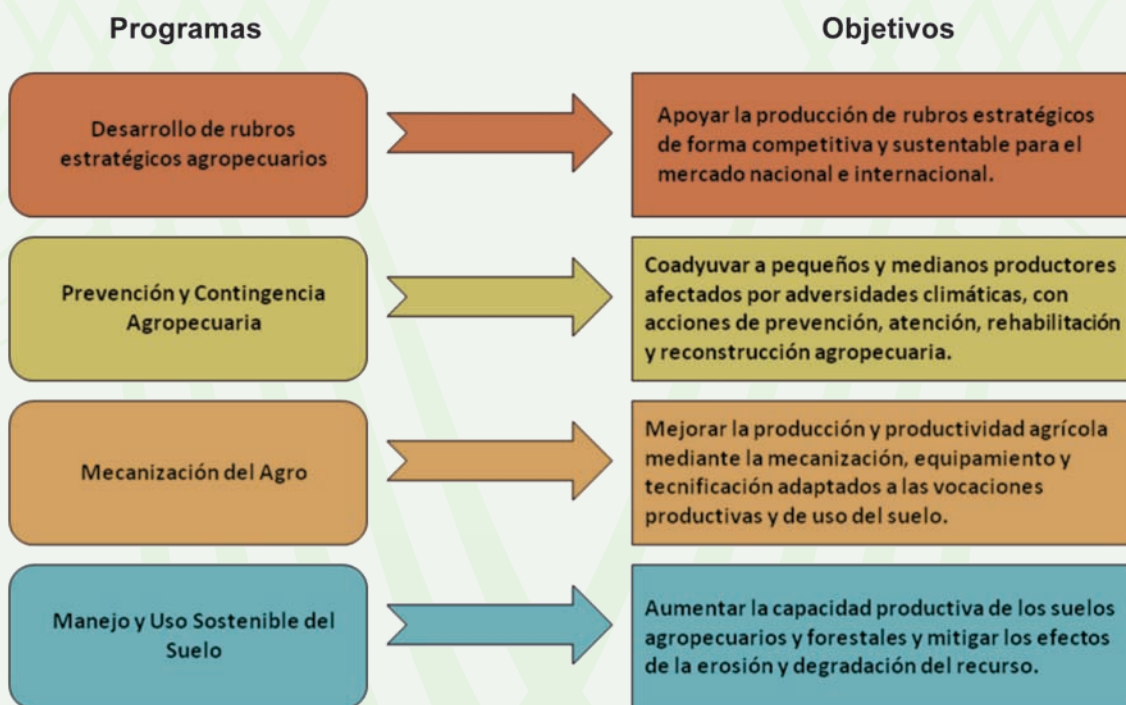 Programas
Objetivos
Desarrollo de rubros
estratégicos agropecuarios
Apoyar la producción de rubros estratégicos
de forma competitiva y sustentable para el
mercado nacional e internacional.
Prevención y Contingencia
Agropecuaria
Coadyuvar a pequeños y medianos productores
afectados por adversidades climáticas, con
acciones de prevención, atención, rehabilitación
y reconstrucción agropecuaria.
Mecanización del Agro
Mejorar la producción y productividad agrícola
mediante la mecanización, equipamiento y
tecnificación adaptados a las vocaciones
productivas y de uso del suelo.
Manejo y Uso Sostenible del
Suelo
Aumentar la capacidad productiva de los suelos
agropecuarios y forestales y mitigar los efectos
de la erosión y degradación del recurso.